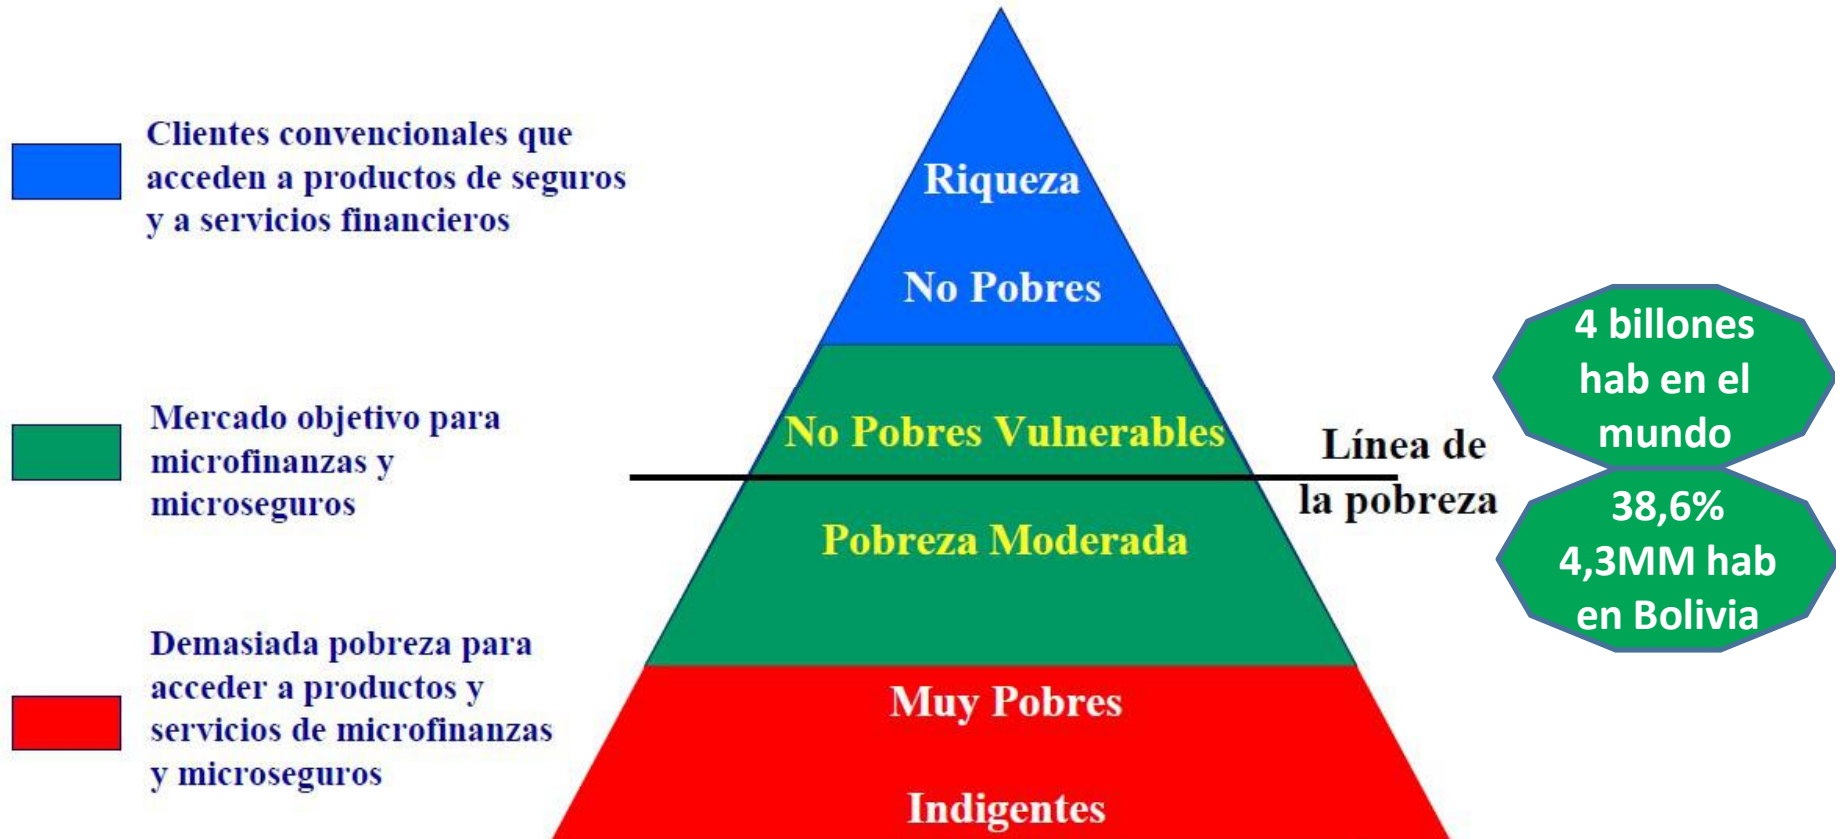 Clientes convencionales que
acceden a productos de seguros
y a servicios financieros
Mercado objetivo para
microfinanzas y
microseguros
Demasiada pobreza para
acceder a productos y
servicios de microfinanzas
y microseguros
Riqueza
No Pobres
No Pobres Vulnerables
Pobreza Moderada
Muy Pobres
Indigentes
Línea de
la pobreza
4 billones
hab en el
mundo
38,6%
4,3MM hab
en Bolivia